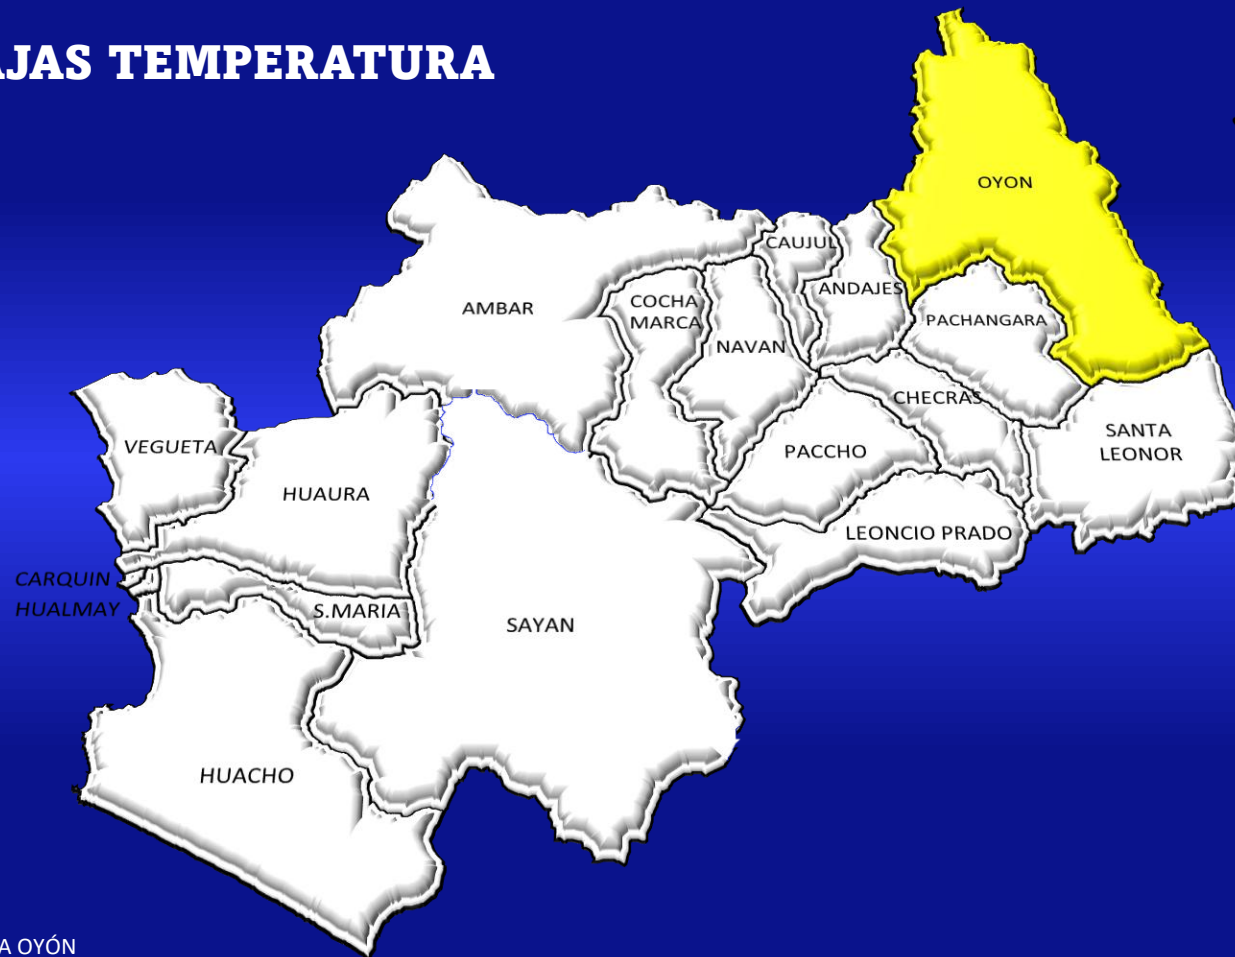 AJAS TEMPERATURA
OYON
CAUJUL
ANDAJES
AMBAR
COCHA
MARCA
PACHANGARA
NAVAN
CHECRAS
SANTA
LEONOR
VEGUETA
PACCHO
HUAURA
LEONCIO PRADO
CARQUIN
HUALMAY
S.MARIA
SAYAN
HUACHO
A OYÓN